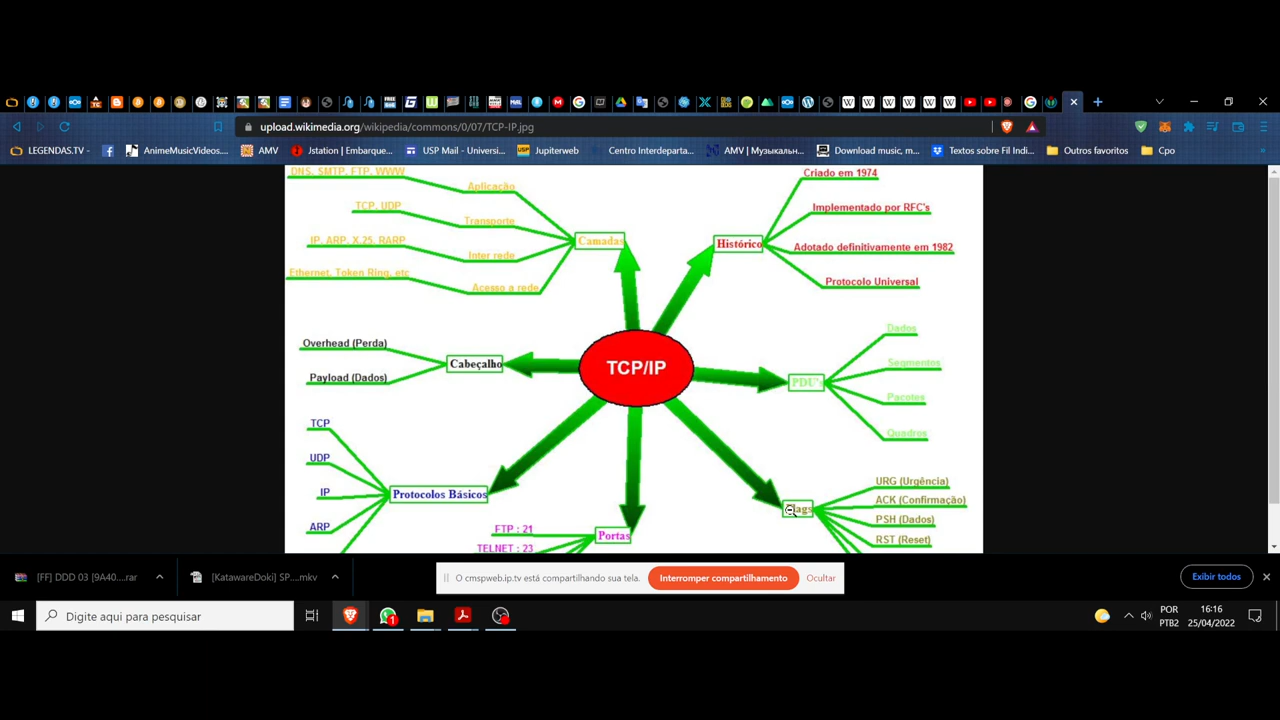 upload.wikimedia.org/wikipedia/commons/0/07/TCP-IP.jpg
LEGENDAS.TV -
AnimeMusicVideos...
AMV
Jstation | Embarque...
USP Mail - Universi...
Jupiterweb
Centro Interdeparta...
AMV | Музыкальн...
Download music, m...
Textos sobre Fil Indi...
Outros favoritos
Cpo
DNS, SMTP, FTP, WWW
Aplicação
TCP, UDP
Transporte
IP, ARP, X.25, RARP
Inter rede
Ethernet, Token Ring, etc
Acesso a rede
Camadas
Histórico
Criado em 1974
Implementado por RFC's
Adotado definitivamente em 1982
Protocolo Universal
Overhead (Perda)
Payload (Dados)
Cabeçalho
TCP/IP
PDU's
Dados
Segmentos
Pacotes
Quadros
TCP
UDP
IP
ARP
Protocolos Básicos
FTP : 21
TELNET : 23
Portas
Flags
URG (Urgência)
ACK (Confirmação)
PSH (Dados)
RST (Reset)
[FF] DDD 03 [9A40....rar
[KatawareDoki] SP....mkv
O cmspweb.ip.tv está compartilhando sua tela.
Interromper compartilhamento
Ocultar
Exibir todos
Digite aqui para pesquisar
1
POR
PTB2
16:16
25/04/2022